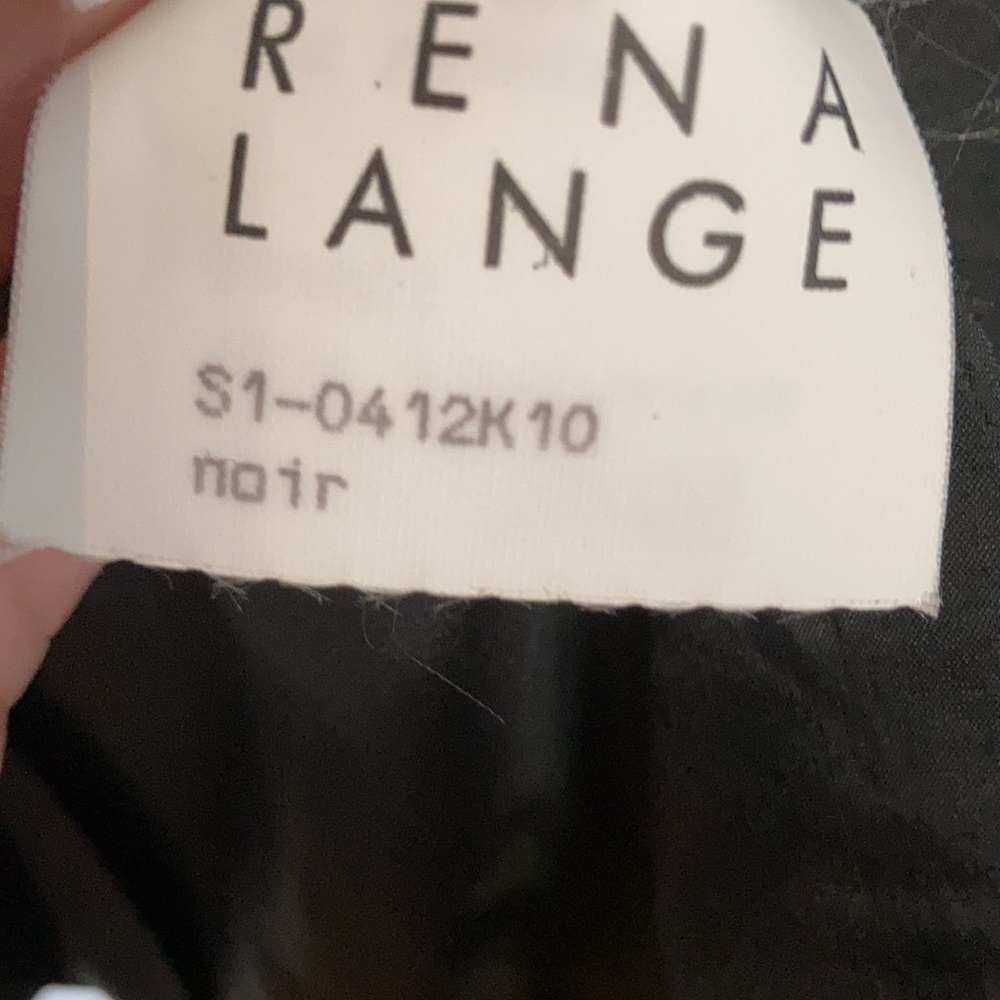 RENA
LANGE
S1-0412K10
noir